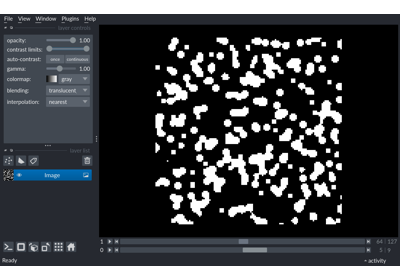 File View Window Plugins Help
layer controls
opacity: 1.00
contrast limits:
auto-contrast: once continuous
gamma: 1.00
colormap: gray
blending: translucent
interpolation: nearest
layer list
Image
1 64 127
0 5 9
Ready activity